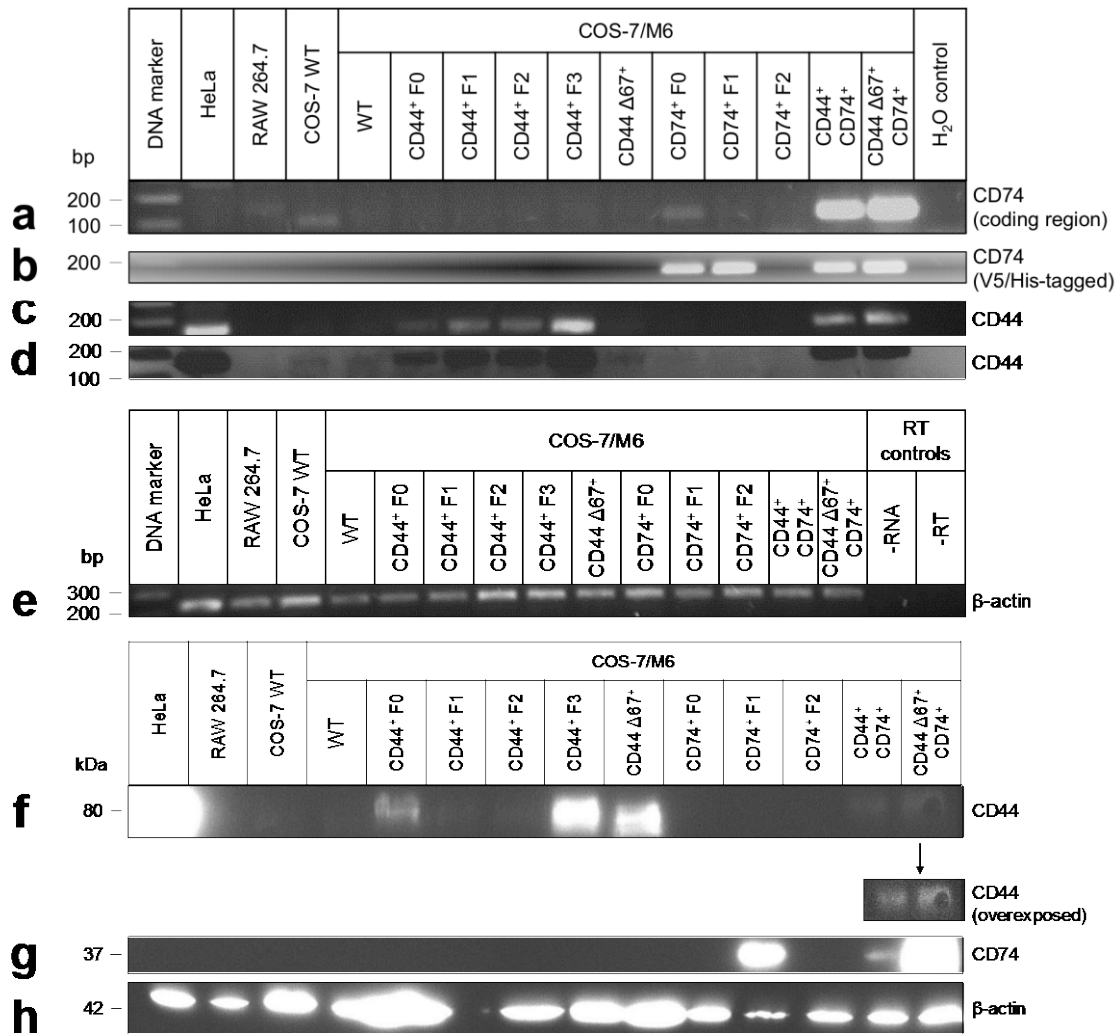 COS-7/M6
bp
DNA marker
HeLa
RAW 264.7
COS-7 WT
WT
CD44⁺ F0
CD44⁺ F1
CD44⁺ F2
CD44⁺ F3
CD44 Δ67⁺
CD74⁺ F0
CD74⁺ F1
CD74⁺ F2
CD44⁺
CD74⁺
CD44 Δ67⁺
CD74⁺
H₂O control
a
200
100
CD74
(coding region)
b
200
CD74
(V5/His-tagged)
c
200
CD44
d
200
100
CD44
COS-7/M6
RT
controls
bp
DNA marker
HeLa
RAW 264.7
COS-7 WT
WT
CD44⁺ F0
CD44⁺ F1
CD44⁺ F2
CD44⁺ F3
CD44 Δ67⁺
CD74⁺ F0
CD74⁺ F1
CD74⁺ F2
CD44⁺
CD74⁺
CD44 Δ67⁺
CD74⁺
-RNA
-RT
e
300
200
β-actin
COS-7/M6
kDa
HeLa
RAW 264.7
COS-7 WT
WT
CD44⁺ F0
CD44⁺ F1
CD44⁺ F2
CD44⁺ F3
CD44 Δ67⁺
CD74⁺ F0
CD74⁺ F1
CD74⁺ F2
CD44⁺
CD74⁺
CD44 Δ67⁺
CD74⁺
f
80
CD44
CD44
(overexposed)
g
37
CD74
h
42
β-actin